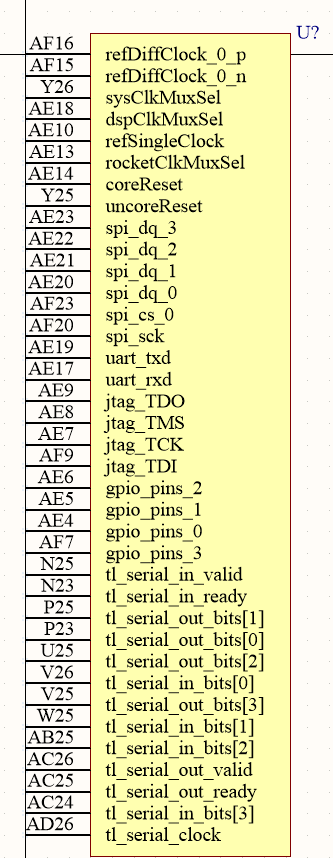 U?
AF16 refDiffClock_0_p
AF15 refDiffClock_0_n
Y26 sysClkMuxSel
AE18 dspClkMuxSel
AE10 refSingleClock
AE13 rocketClkMuxSel
AE14 coreReset
Y25 uncoreReset
AE23 spi_dq_3
AE22 spi_dq_2
AE21 spi_dq_1
AE20 spi_dq_0
AF23 spi_cs_0
AF20 spi_sck
AE19 uart_txd
AE17 uart_rxd
AE9 jtag_TDO
AE8 jtag_TMS
AE7 jtag_TCK
AF9 jtag_TDI
AE6 gpio_pins_2
AE5 gpio_pins_1
AE4 gpio_pins_0
AF7 gpio_pins_3
N25 tl_serial_in_valid
N23 tl_serial_in_ready
P25 tl_serial_out_bits[1]
P23 tl_serial_out_bits[0]
U25 tl_serial_out_bits[2]
V26 tl_serial_in_bits[0]
V25 tl_serial_out_bits[3]
W25 tl_serial_in_bits[1]
AB25 tl_serial_in_bits[2]
AC26 tl_serial_out_valid
AC25 tl_serial_out_ready
AC24 tl_serial_in_bits[3]
AD26 tl_serial_clock